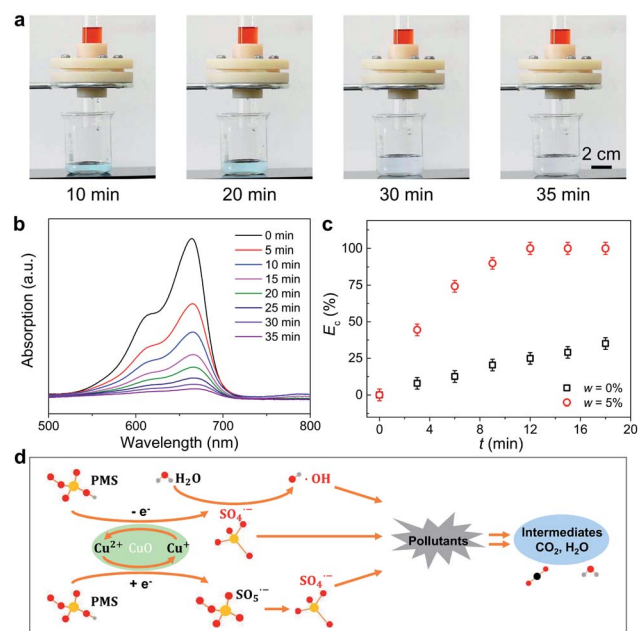 a
10 min
20 min
30 min
35 min
2 cm
b
Absorption (a.u.)
0 min
5 min
10 min
15 min
20 min
25 min
30 min
35 min
500 600 700 800
Wavelength (nm)
c
E_c (%)
100
75
50
25
0
w = 0%
w = 5%
0 4 8 12 16 20
t (min)
d
PMS
H₂O
· OH
- e⁻
SO₄·⁻
Cu²⁺ CuO Cu⁺
Pollutants
Intermediates
CO₂, H₂O
+ e⁻
PMS
SO₅·⁻
SO₄·⁻